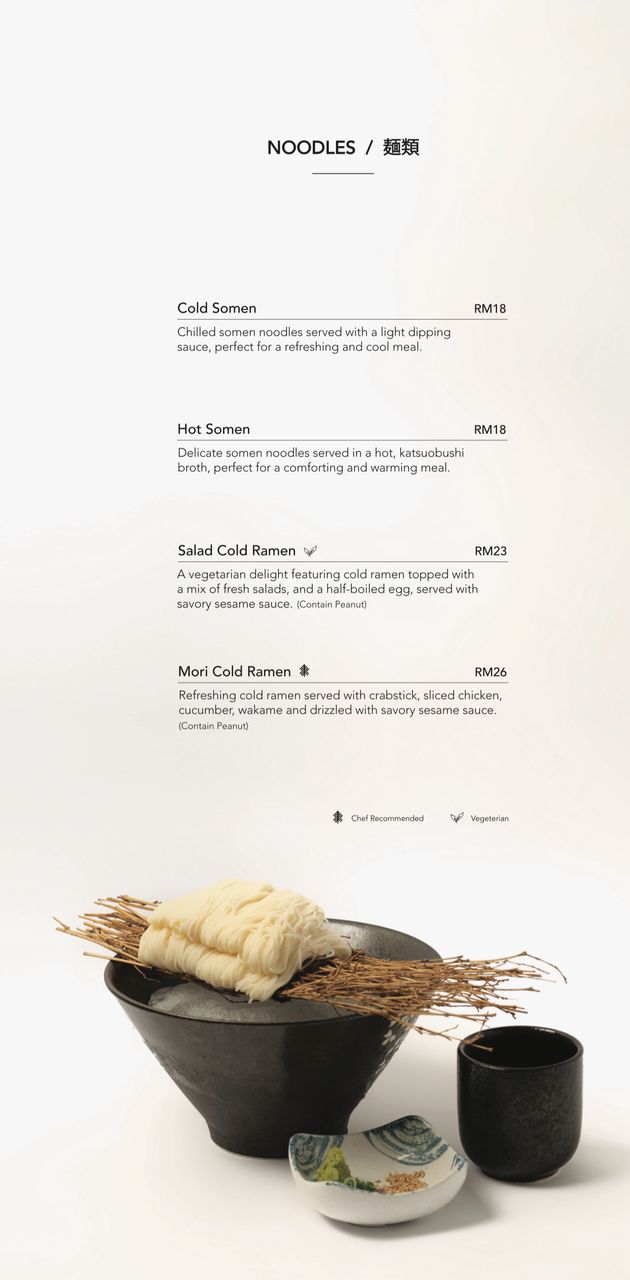 NOODLES / 麵類
Cold Somen RM18
Chilled somen noodles served with a light dipping
sauce, perfect for a refreshing and cool meal.
Hot Somen RM18
Delicate somen noodles served in a hot, katsuobushi
broth, perfect for a comforting and warming meal.
Salad Cold Ramen RM23
A vegetarian delight featuring cold ramen topped with
a mix of fresh salads, and a half-boiled egg, served with
savory sesame sauce. (Contain Peanut)
Mori Cold Ramen RM26
Refreshing cold ramen served with crabstick, sliced chicken,
cucumber, wakame and drizzled with savory sesame sauce.
(Contain Peanut)
Chef Recommended Vegeterian